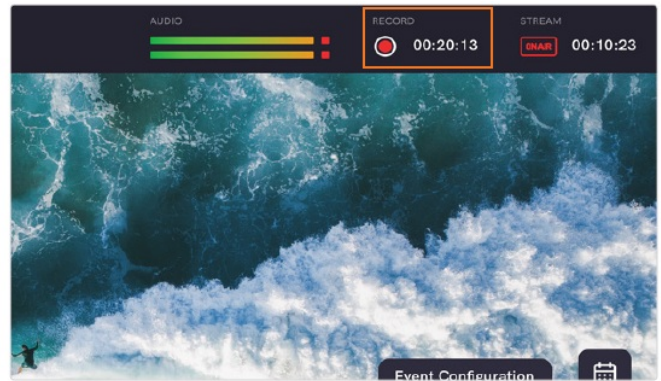 AUDIO
RECORD
00:20:13
STREAM
ONAIR
00:10:23
Event Configuration